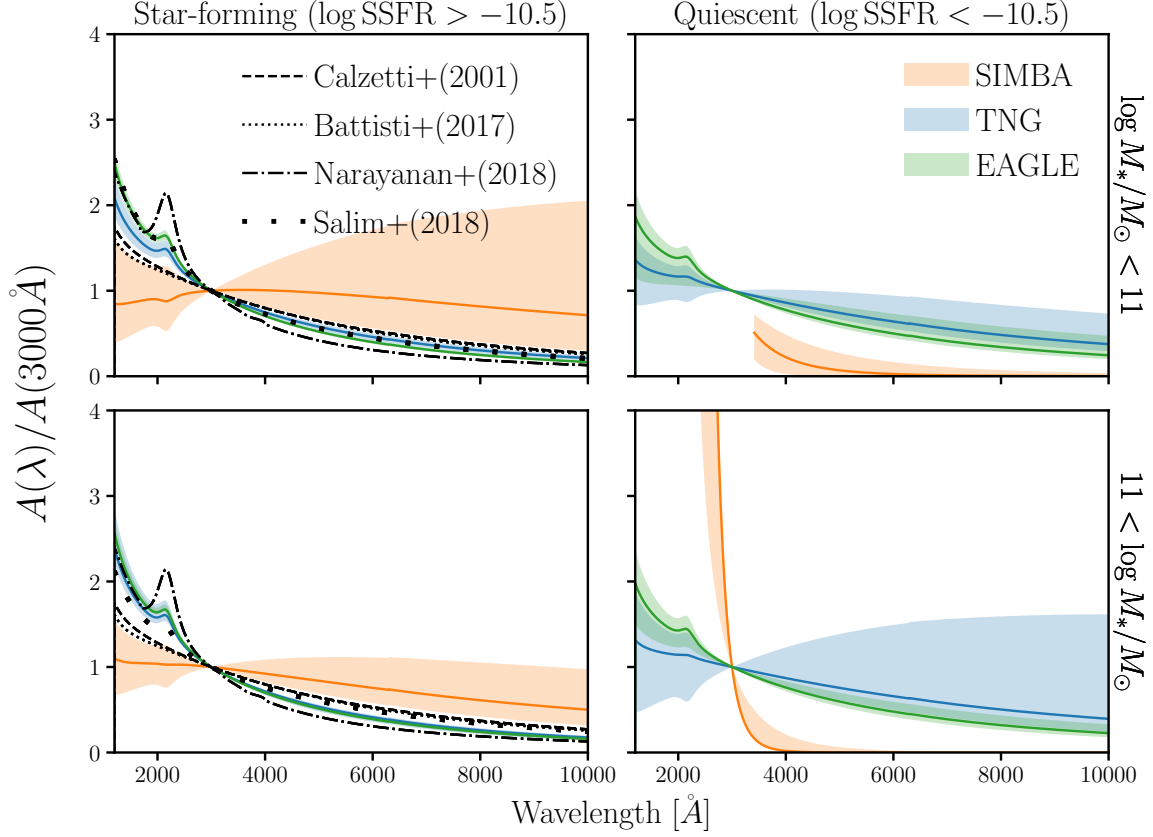 Star-forming (log SSFR > −10.5)
Quiescent (log SSFR < −10.5)
4
3
2
1
0
Calzetti+(2001)
Battisti+(2017)
Narayanan+(2018)
Salim+(2018)
SIMBA
TNG
EAGLE
log M∗/M⊙ < 11
A(λ)/A(3000Å)
4
3
2
1
0
2000 4000 6000 8000 10000
2000 4000 6000 8000 10000
11 < log M∗/M⊙
Wavelength [Å]